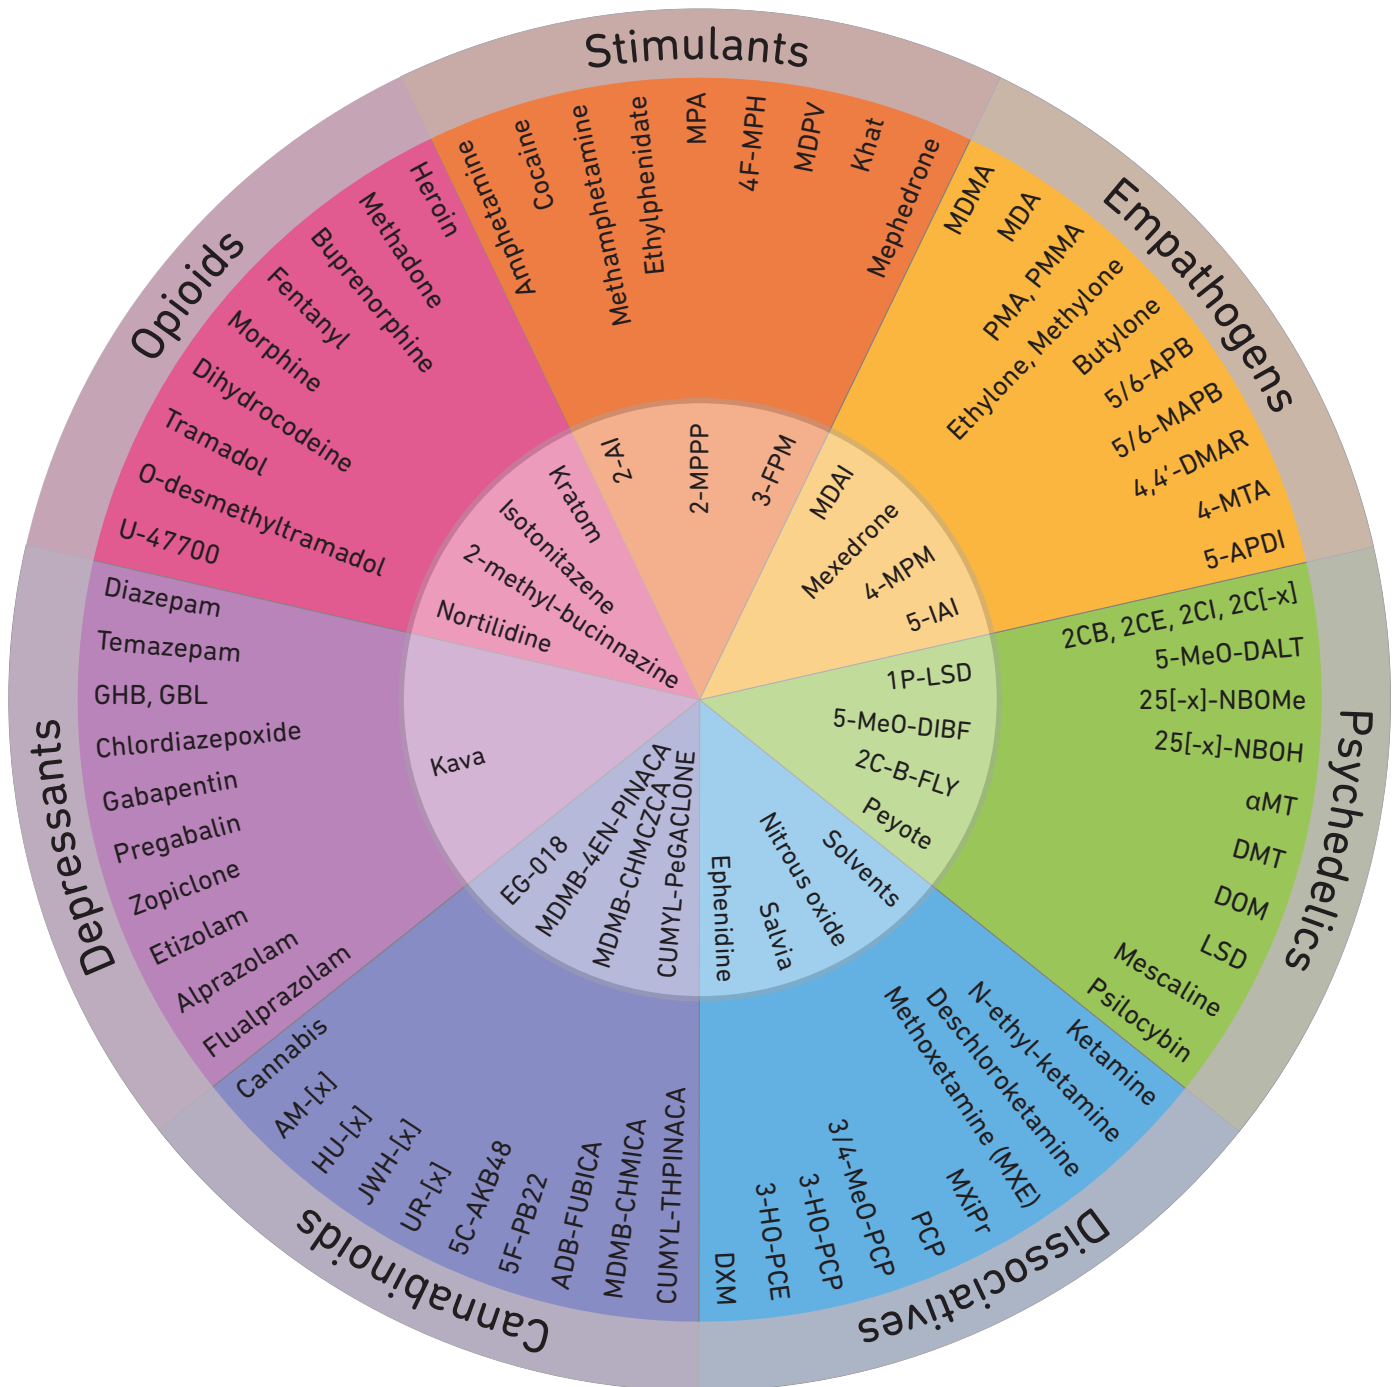 Stimulants
Amphetamine
Cocaine
Methamphetamine
Ethylphenidate
MPA
4F-MPH
MDPV
Khat
Mephedrone
2-AI
2-MPPP
3-FPM
Empathogens
MDMA
MDA
PMA, PMMA
Ethylone, Methylone
Butylone
5/6-APB
5/6-MAPB
4,4’-DMAR
4-MTA
5-APDI
MDAI
Mexedrone
4-MPM
5-IAI
Psychedelics
2CB, 2CE, 2CI, 2C[-x]
5-MeO-DALT
25[-x]-NBOMe
25[-x]-NBOH
αMT
DMT
DOM
LSD
Mescaline
Psilocybin
1P-LSD
5-MeO-DIBF
2C-B-FLY
Peyote
Dissociatives
Ketamine
N-ethyl-ketamine
Deschloroketamine
Methoxetamine (MXE)
MXiPr
PCP
3/4-MeO-PCP
3-HO-PCP
3-HO-PCE
DXM
Solvents
Nitrous oxide
Salvia
Ephenidine
Cannabinoids
CUMYL-THPINACA
MDMB-CHMICA
ADB-FUBICA
5F-PB22
5C-AKB48
UR-[x]
JWH-[x]
HU-[x]
AM-[x]
Cannabis
CUMYL-PeGACLONE
MDMB-CHMCZCA
MDMB-4EN-PINACA
EG-018
Depressants
Flualprazolam
Alprazolam
Etizolam
Zopiclone
Pregabalin
Gabapentin
Chlordiazepoxide
GHB, GBL
Temazepam
Diazepam
Kava
Opioids
U-47700
O-desmethyltramadol
Tramadol
Dihydrocodeine
Morphine
Fentanyl
Buprenorphine
Methadone
Heroin
Nortilidine
2-methyl-bucinnazine
Isotonitazene
Kratom